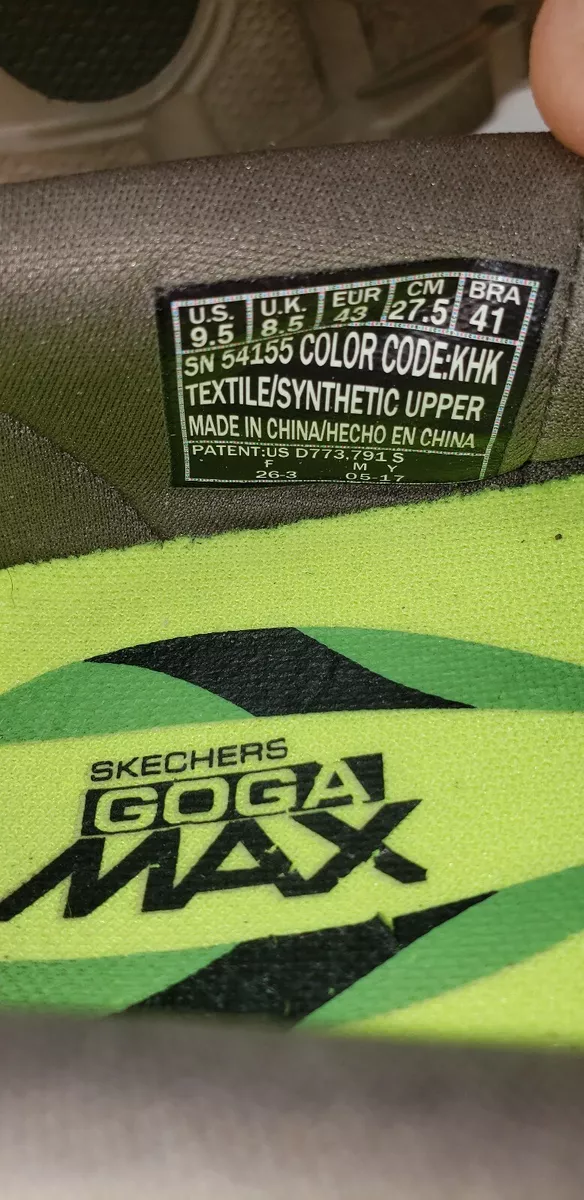 U.S. U.K. EUR CM BRA
9.5 8.5 43 27.5 41
SN 54155 COLOR CODE:KHK
TEXTILE/SYNTHETIC UPPER
MADE IN CHINA/HECHO EN CHINA
PATENT:US D773,791 S
F M Y
26-3 05-17
SKECHERS
GOGA
MAX